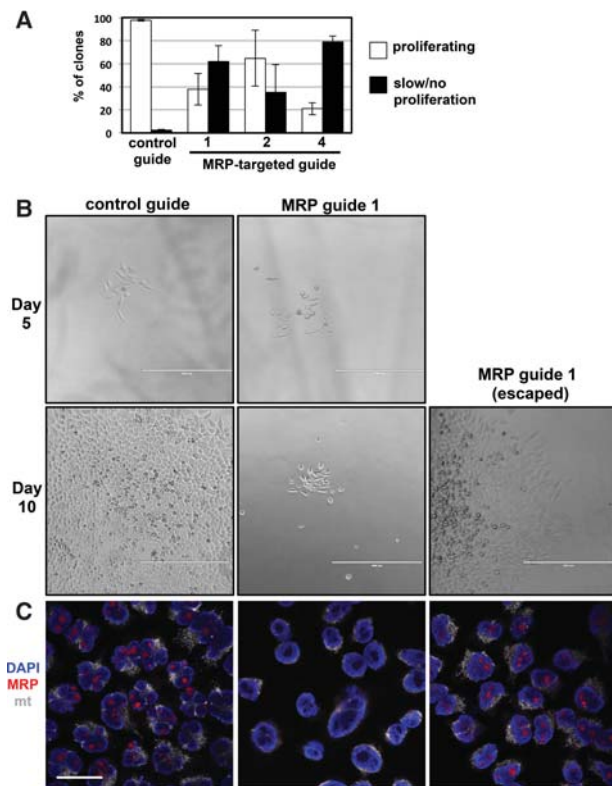 A
% of clones
100
80
60
40
20
0
control guide
1
2
4
MRP-targeted guide
proliferating
slow/no
proliferation
B
control guide
MRP guide 1
Day
5
MRP guide 1
(escaped)
Day
10
C
DAPI
MRP
mt